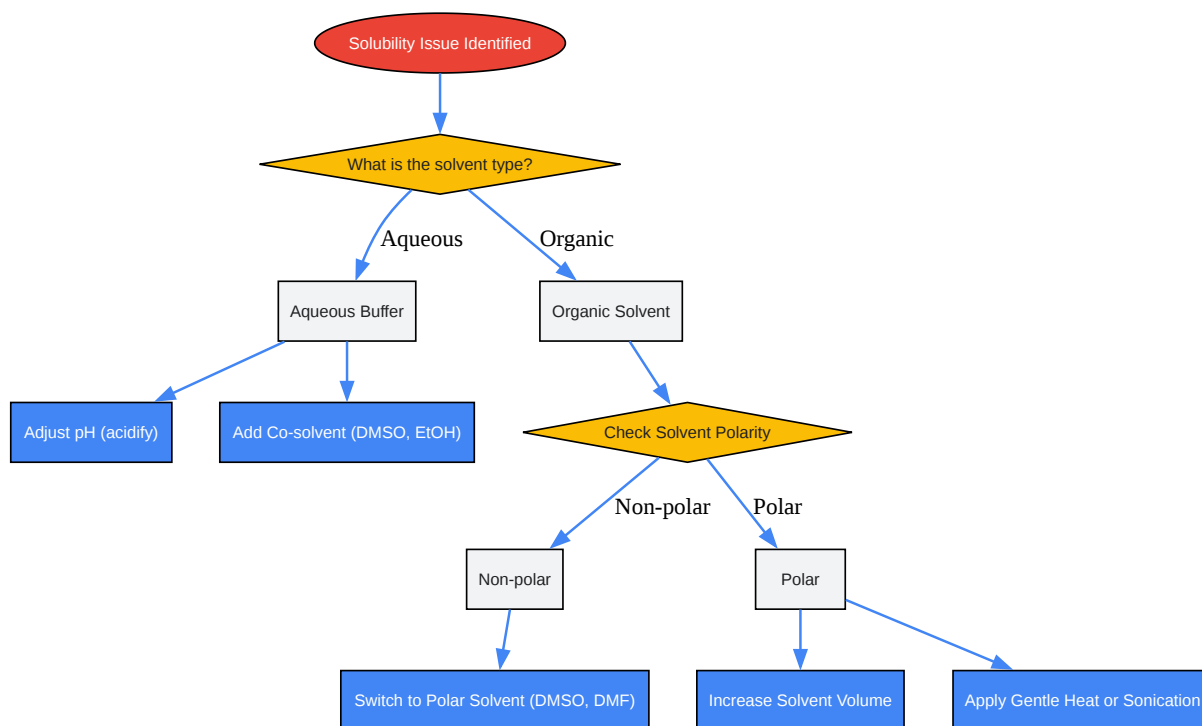 Solubility Issue Identified
What is the solvent type?
Aqueous
Organic
Aqueous Buffer
Organic Solvent
Adjust pH (acidify)
Add Co-solvent (DMSO, EtOH)
Check Solvent Polarity
Non-polar
Polar
Non-polar
Polar
Switch to Polar Solvent (DMSO, DMF)
Increase Solvent Volume
Apply Gentle Heat or Sonication